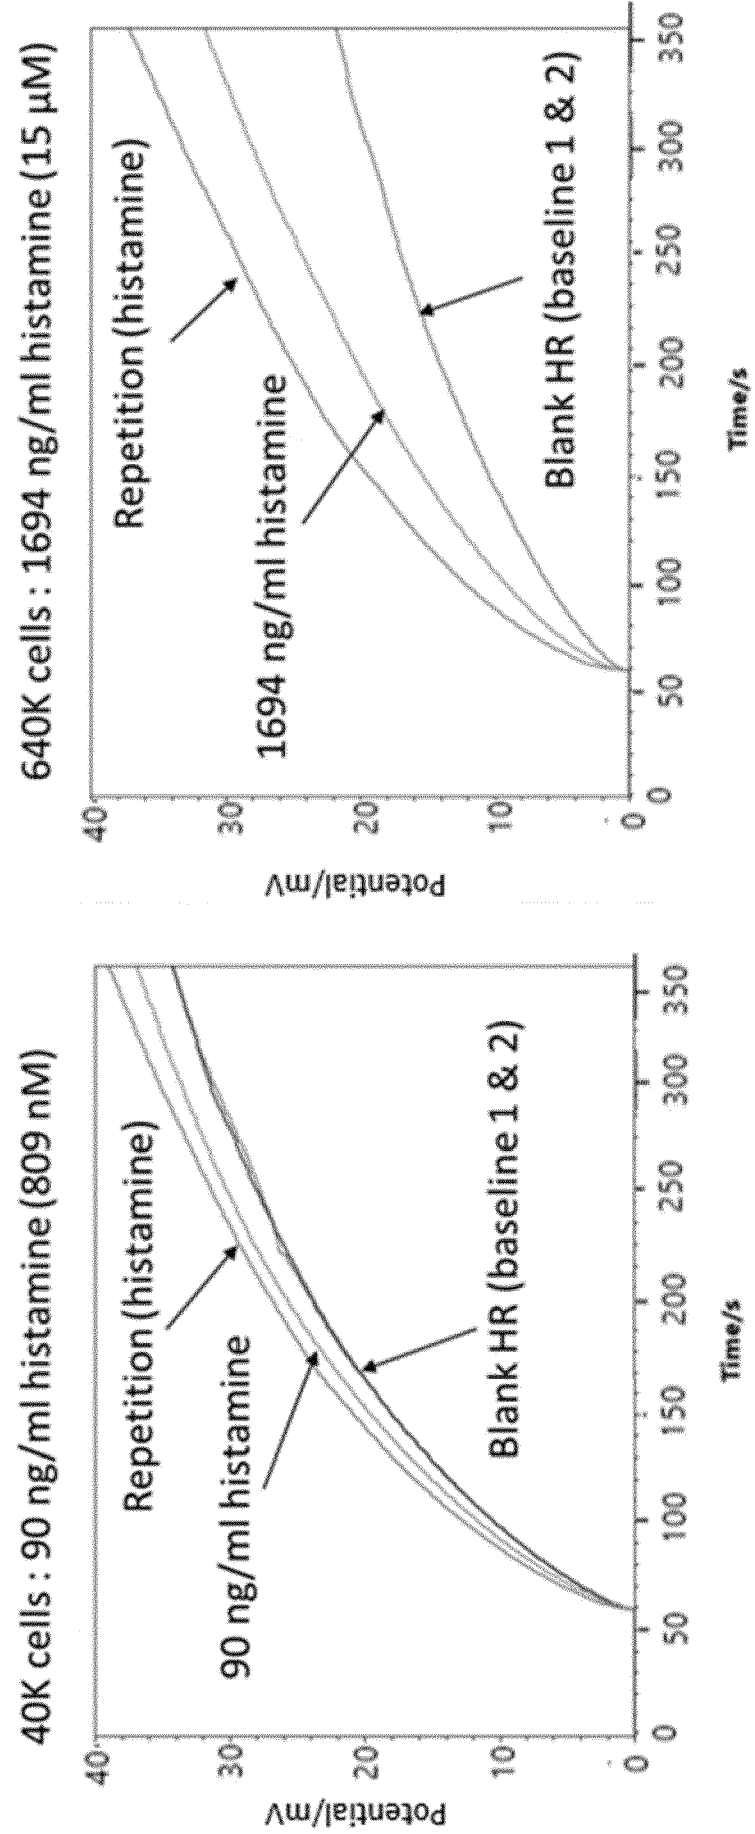 40K cells : 90 ng/ml histamine (809 nM)
Potential/mV
40
30
20
10
0
Repetition (histamine)
90 ng/ml histamine
Blank HR (baseline 1 & 2)
0
50
100
150
200
250
300
350
Time/s
640K cells : 1694 ng/ml histamine (15 µM)
Potential/mV
40
30
20
10
0
Repetition (histamine)
1694 ng/ml histamine
Blank HR (baseline 1 & 2)
0
50
100
150
200
250
300
350
Time/s